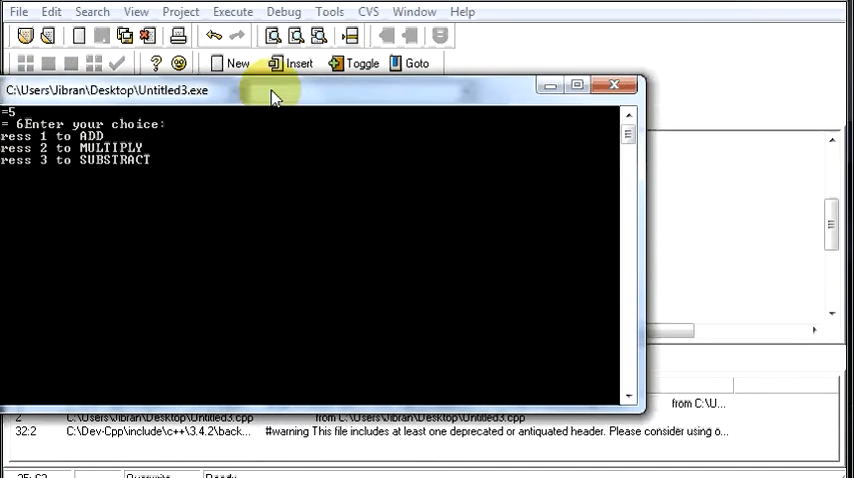 File Edit Search View Project Execute Debug Tools CVS Window Help
New Insert Toggle Goto
C:\Users\Jibran\Desktop\Untitled3.exe
=5
= 6Enter your choice:
ress 1 to ADD
ress 2 to MULTIPLY
ress 3 to SUBSTRACT
from C:\U...
2 C:\Users\Jibran\Desktop\Untitled3.cpp from C:\Users\Jibran\Desktop\Untitled3.cpp
32:2 C:\Dev-Cpp\include\c++\3.4.2\back... #warning This file includes at least one deprecated or antiquated header. Please consider using o...